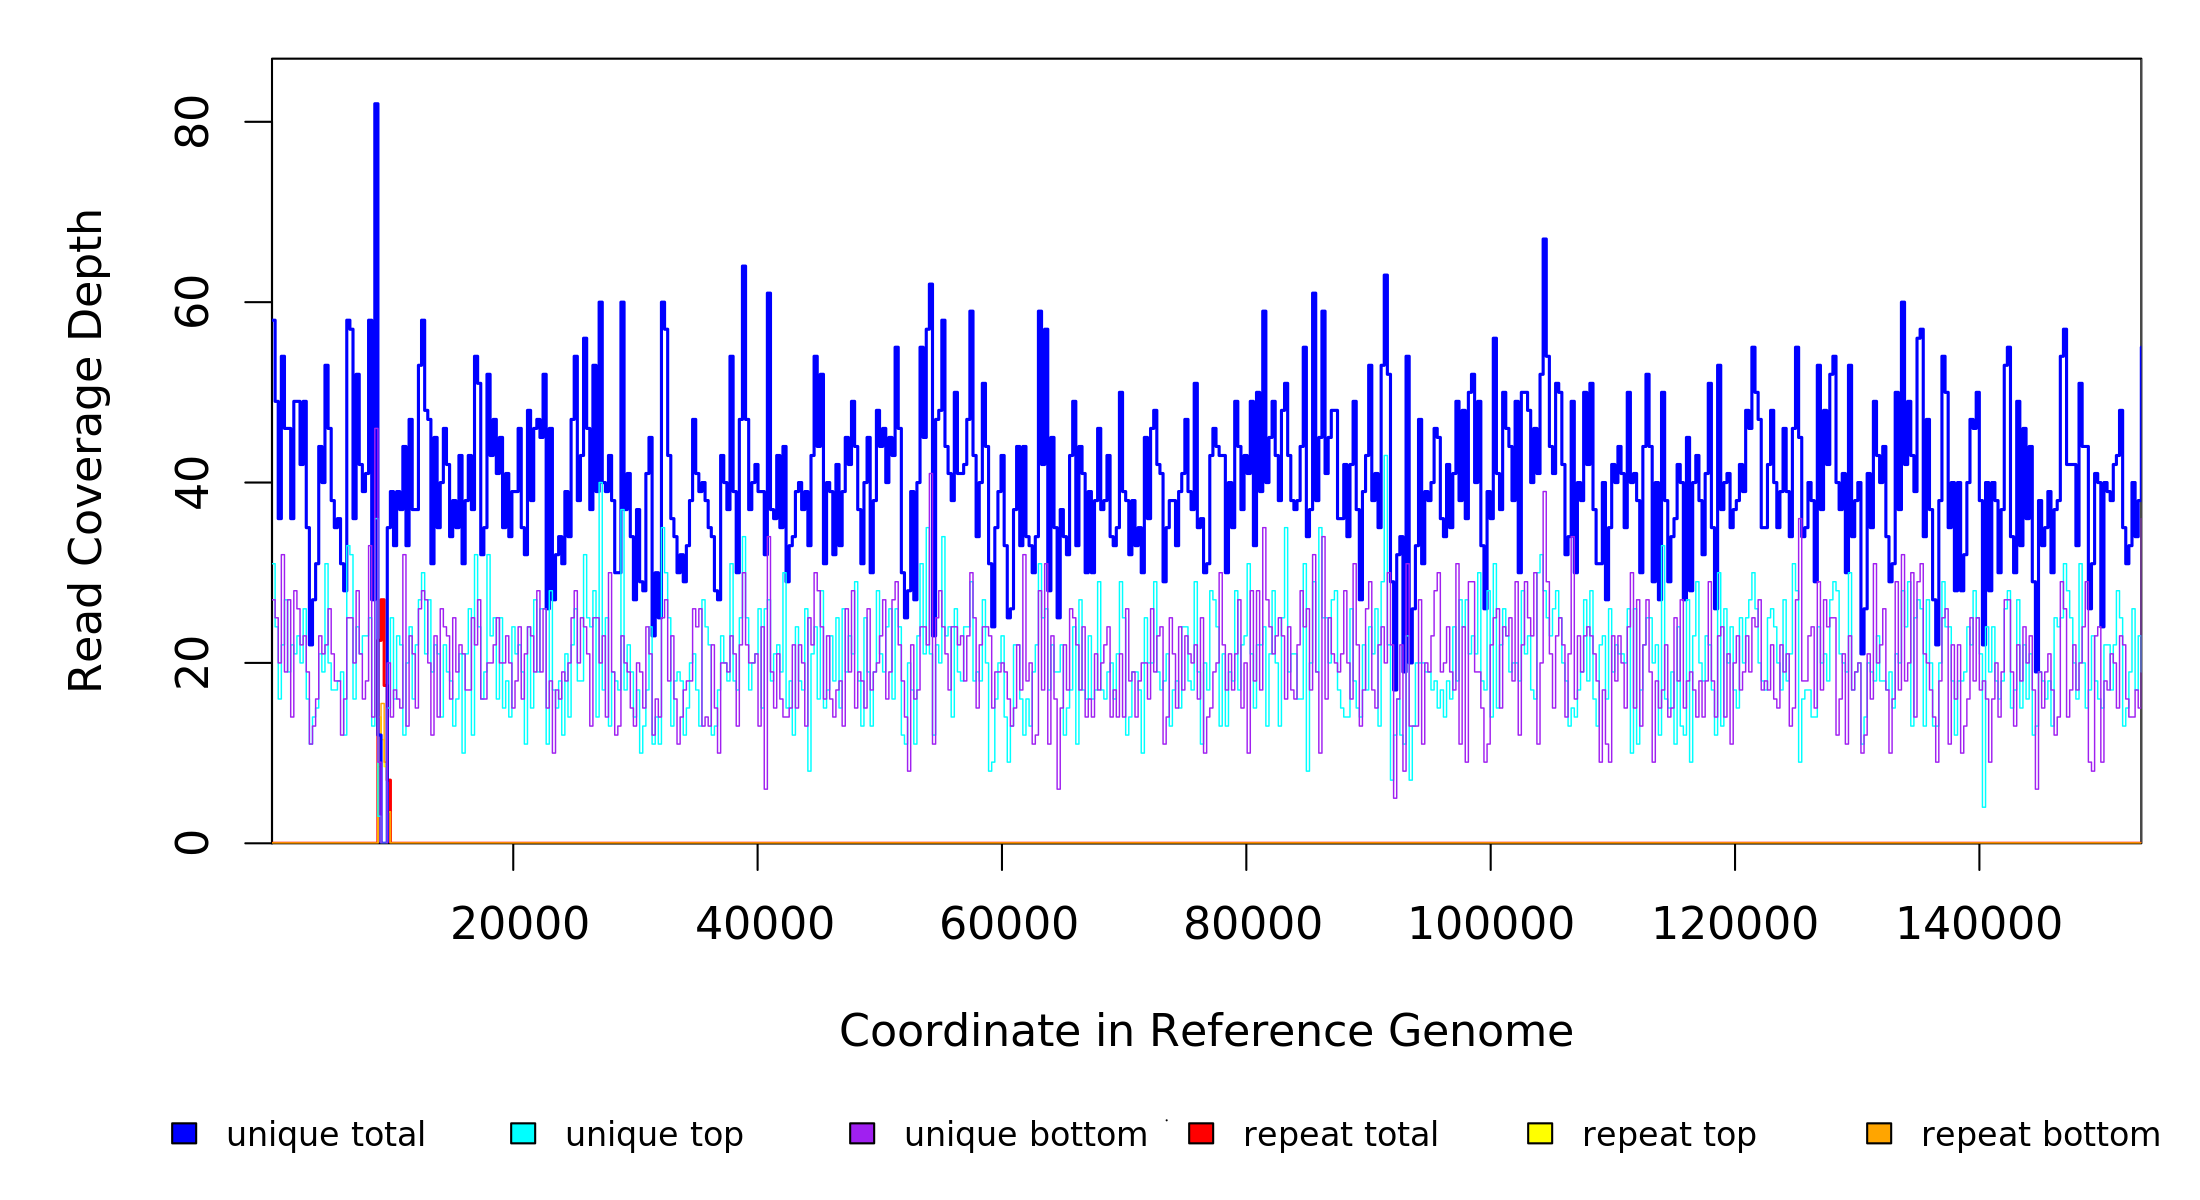 Read Coverage Depth
80
60
40
20
0
20000 40000 60000 80000 100000 120000 140000
Coordinate in Reference Genome
unique total unique top unique bottom repeat total repeat top repeat bottom